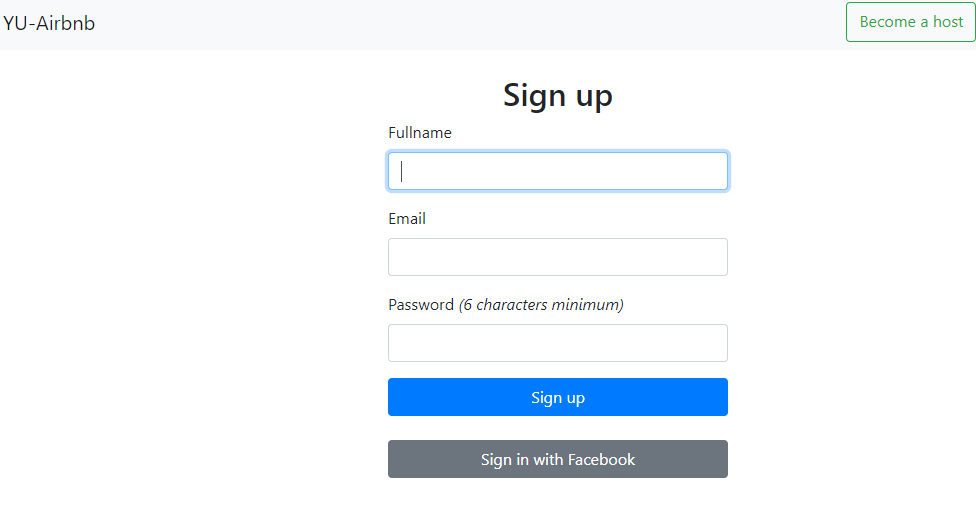 YU-Airbnb
Become a host
Sign up
Fullname
Email
Password (6 characters minimum)
Sign up
Sign in with Facebook